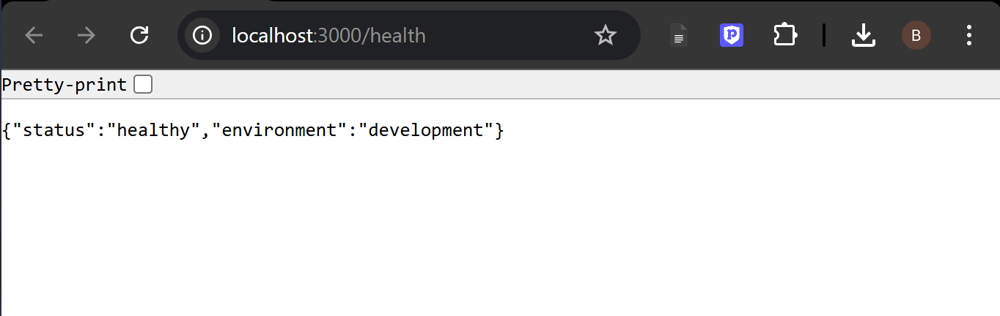 localhost:3000/health
B
Pretty-print
{"status":"healthy","environment":"development"}